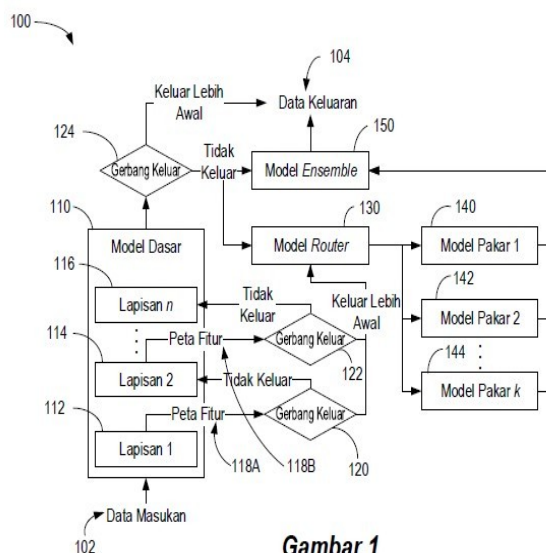 100
104
Keluar Lebih
Awal
Data Keluaran
124
150
Gerbang Keluar
Tidak
Keluar
Model Ensemble
110
130
140
Model Dasar
Model Router
Model Pakar 1
116
142
Lapisan n
Tidak
Keluar
Keluar Lebih
Awal
Model Pakar 2
114
Peta Fitur
Gerbang Keluar
144
122
Lapisan 2
Tidak Keluar
Model Pakar k
112
Peta Fitur
Gerbang Keluar
Lapisan 1
118A
118B
120
Data Masukan
102
Gambar 1